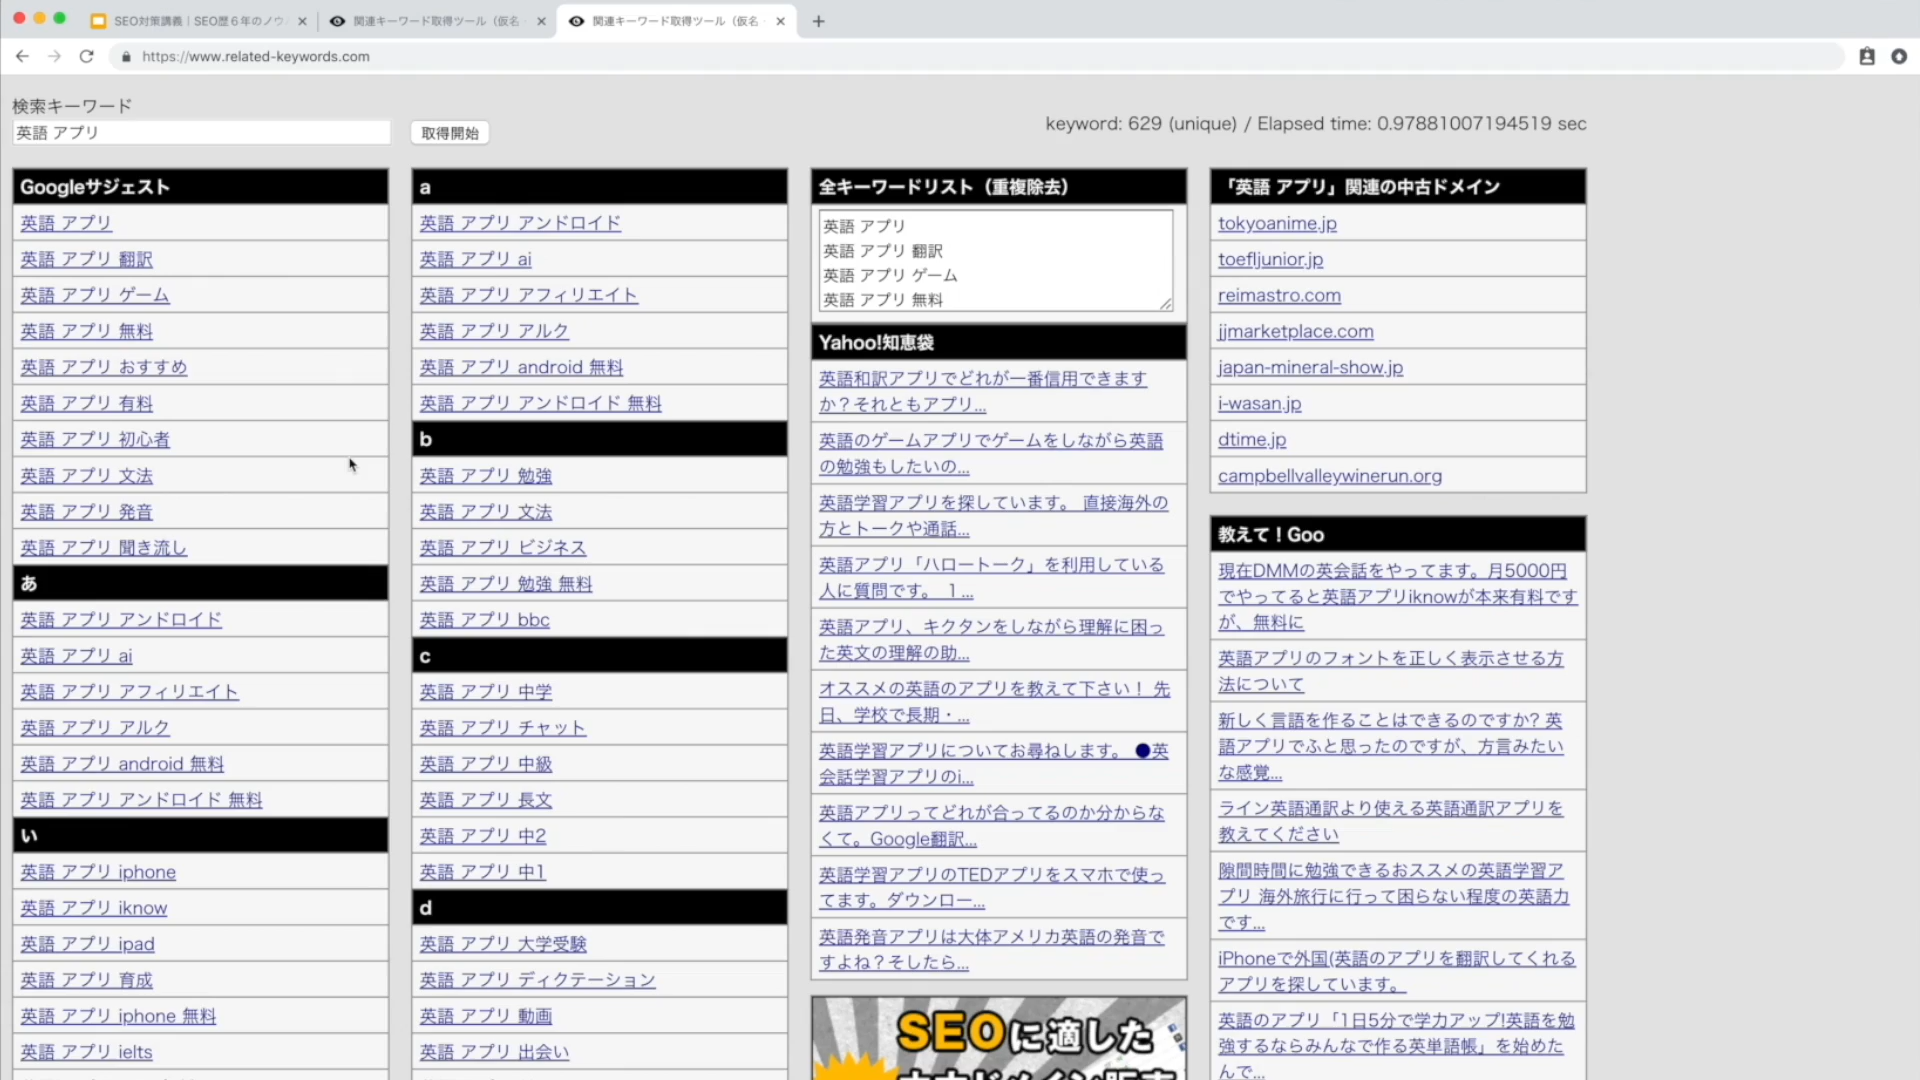 SEO対策講義｜SEO歴６年のノウ
関連キーワード取得ツール（仮名
関連キーワード取得ツール（仮名
https://www.related-keywords.com
検索キーワード
英語 アプリ
取得開始
keyword: 629 (unique) / Elapsed time: 0.97881007194519 sec
Googleサジェスト
英語 アプリ
英語 アプリ 翻訳
英語 アプリ ゲーム
英語 アプリ 無料
英語 アプリ おすすめ
英語 アプリ 有料
英語 アプリ 初心者
英語 アプリ 文法
英語 アプリ 発音
英語 アプリ 聞き流し
あ
英語 アプリ アンドロイド
英語 アプリ ai
英語 アプリ アフィリエイト
英語 アプリ アルク
英語 アプリ android 無料
英語 アプリ アンドロイド 無料
い
英語 アプリ iphone
英語 アプリ iknow
英語 アプリ ipad
英語 アプリ 育成
英語 アプリ iphone 無料
英語 アプリ ielts
a
英語 アプリ アンドロイド
英語 アプリ ai
英語 アプリ アフィリエイト
英語 アプリ アルク
英語 アプリ android 無料
英語 アプリ アンドロイド 無料
b
英語 アプリ 勉強
英語 アプリ 文法
英語 アプリ ビジネス
英語 アプリ 勉強 無料
英語 アプリ bbc
c
英語 アプリ 中学
英語 アプリ チャット
英語 アプリ 中級
英語 アプリ 長文
英語 アプリ 中2
英語 アプリ 中1
d
英語 アプリ 大学受験
英語 アプリ ディクテーション
英語 アプリ 動画
英語 アプリ 出会い
全キーワードリスト（重複除去）
英語 アプリ
英語 アプリ 翻訳
英語 アプリ ゲーム
英語 アプリ 無料
Yahoo!知恵袋
英語和訳アプリでどれが一番信用できます
か？それともアプリ...
英語のゲームアプリでゲームをしながら英語
の勉強もしたいの...
英語学習アプリを探しています。 直接海外の
方とトークや通話...
英語アプリ「ハロートーク」を利用している
人に質問です。 1...
英語アプリ、キクタンをしながら理解に困っ
た英文の理解の助...
オススメの英語のアプリを教えて下さい！ 先
日、学校で長期・...
英語学習アプリについてお尋ねします。 ●英
会話学習アプリのi...
英語アプリってどれが合ってるのか分からな
くて。Google翻訳...
英語学習アプリのTEDアプリをスマホで使っ
てます。ダウンロー...
英語発音アプリは大体アメリカ英語の発音で
すよね？そしたら...
SEOに適した
「英語 アプリ」関連の中古ドメイン
tokyoanime.jp
toefljunior.jp
reimastro.com
jjmarketplace.com
japan-mineral-show.jp
i-wasan.jp
dtime.jp
campbellvalleywinerun.org
教えて！Goo
現在DMMの英会話をやってます。月5000円
でやってると英語アプリiknowが本来有料です
が、無料に
英語アプリのフォントを正しく表示させる方
法について
新しく言語を作ることはできるのですか? 英
語アプリでふと思ったのですが、方言みたい
な感覚...
ライン英語通訳より使える英語通訳アプリを
教えてください
隙間時間に勉強できるおススメの英語学習ア
プリ 海外旅行に行って困らない程度の英語力
です...
iPhoneで外国(英語のアプリを翻訳してくれる
アプリを探しています。
英語のアプリ「1日5分で学力アップ!英語を勉
強するならみんなで作る英単語帳」を始めた
んで...